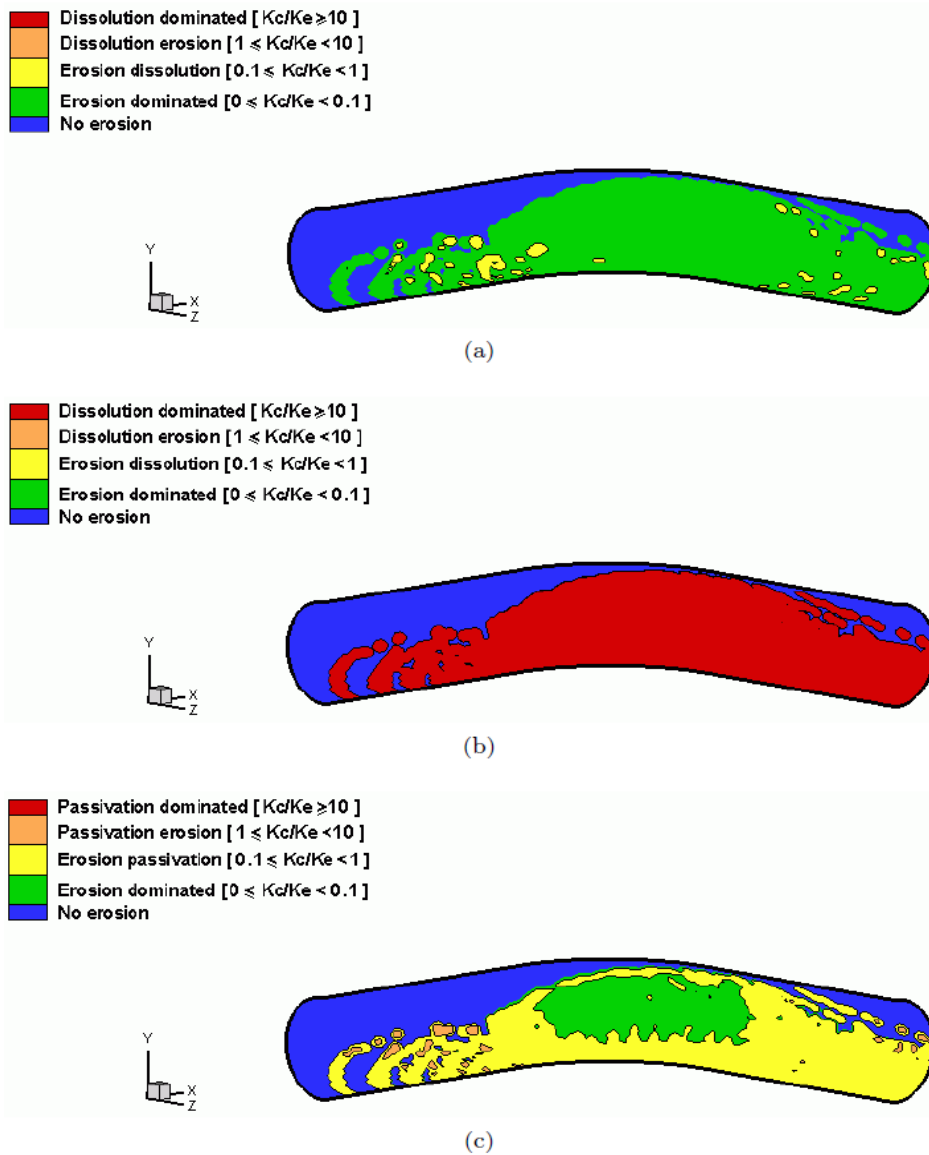 Dissolution dominated [ Kc/Ke ⩾10 ]
Dissolution erosion [ 1 ⩽ Kc/Ke <10 ]
Erosion dissolution [ 0.1 ⩽ Kc/Ke < 1 ]
Erosion dominated [ 0 ⩽ Kc/Ke < 0.1 ]
No erosion
Y
X
Z
(a)
Dissolution dominated [ Kc/Ke ⩾10 ]
Dissolution erosion [ 1 ⩽ Kc/Ke <10 ]
Erosion dissolution [ 0.1 ⩽ Kc/Ke < 1 ]
Erosion dominated [ 0 ⩽ Kc/Ke < 0.1 ]
No erosion
Y
X
Z
(b)
Passivation dominated [ Kc/Ke ⩾10 ]
Passivation erosion [ 1 ⩽ Kc/Ke <10 ]
Erosion passivation [ 0.1 ⩽ Kc/Ke < 1 ]
Erosion dominated [ 0 ⩽ Kc/Ke < 0.1 ]
No erosion
Y
X
Z
(c)